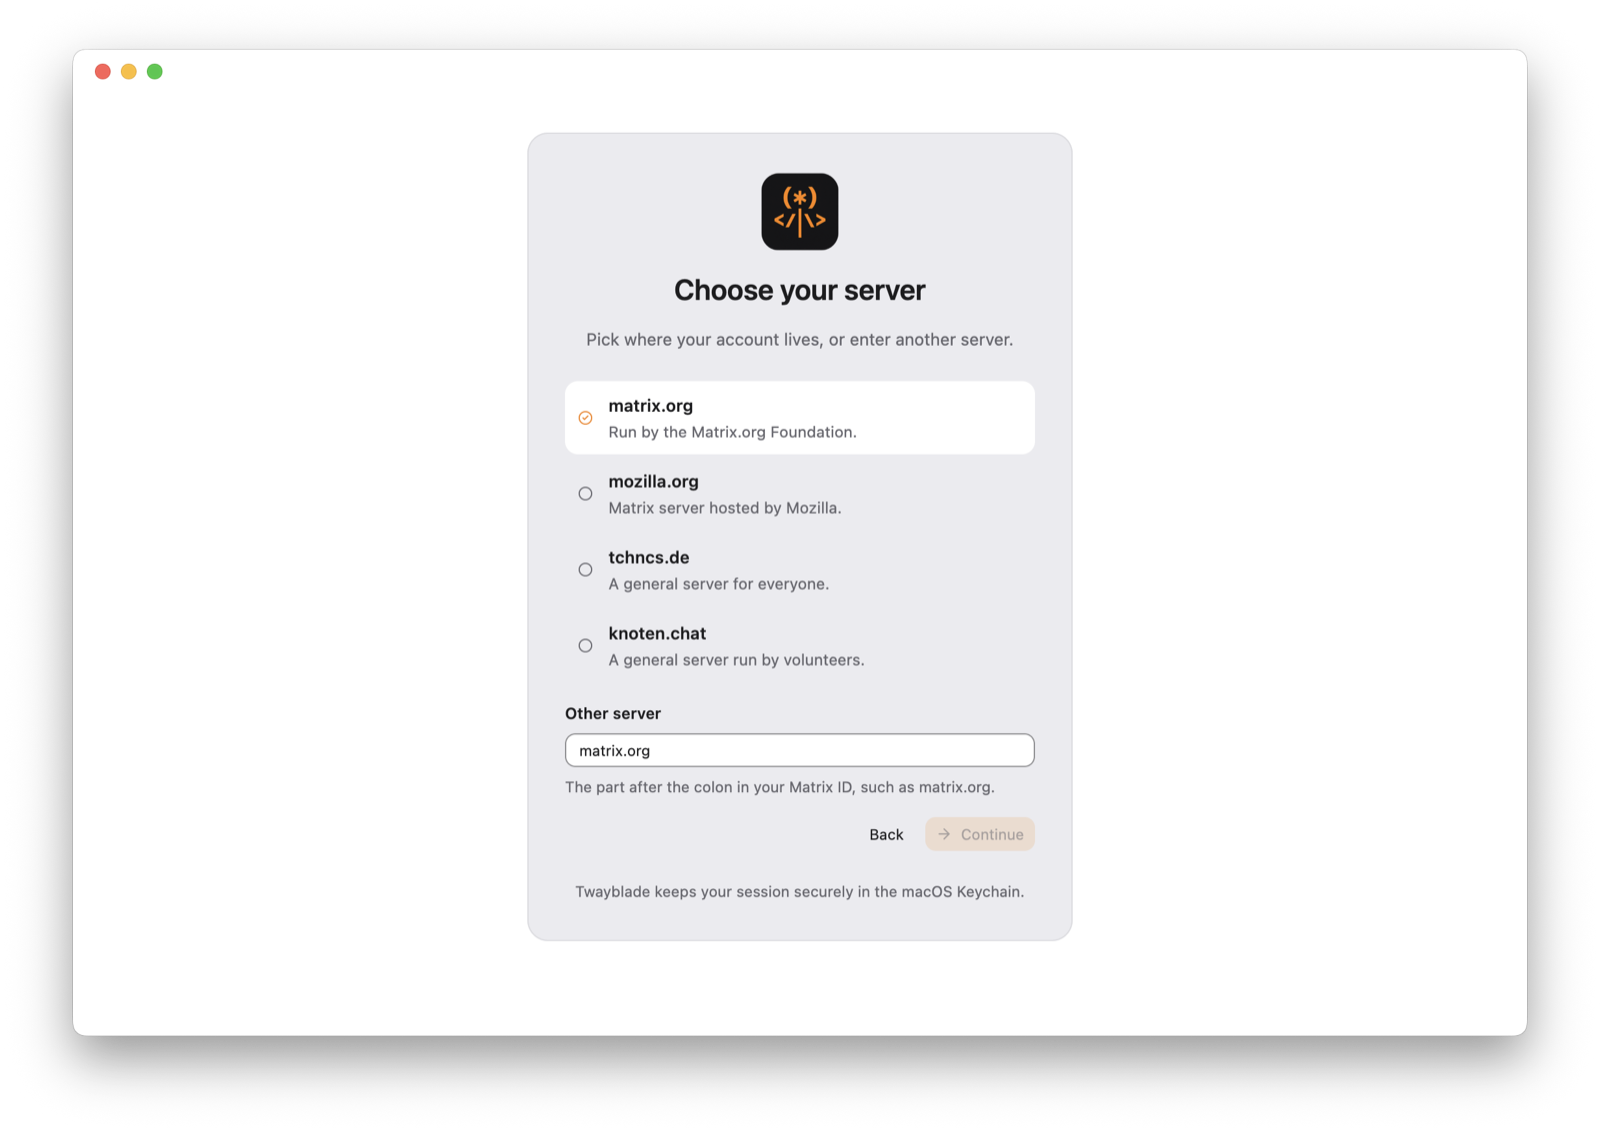 (*)
</|\>
Choose your server
Pick where your account lives, or enter another server.
matrix.org
Run by the Matrix.org Foundation.
mozilla.org
Matrix server hosted by Mozilla.
tchncs.de
A general server for everyone.
knoten.chat
A general server run by volunteers.
Other server
matrix.org
The part after the colon in your Matrix ID, such as matrix.org.
Back
Continue
Twayblade keeps your session securely in the macOS Keychain.